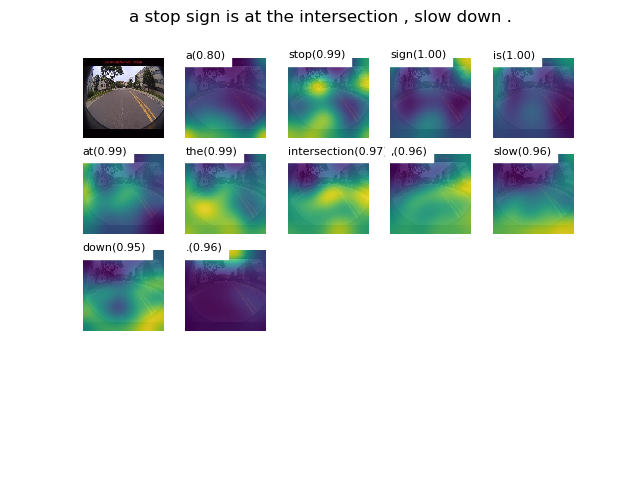 a stop sign is at the intersection , slow down .
a(0.80) stop(0.99) sign(1.00) is(1.00)
at(0.99) the(0.99) intersection(0.97) ,(0.96) slow(0.96)
down(0.95) .(0.96)